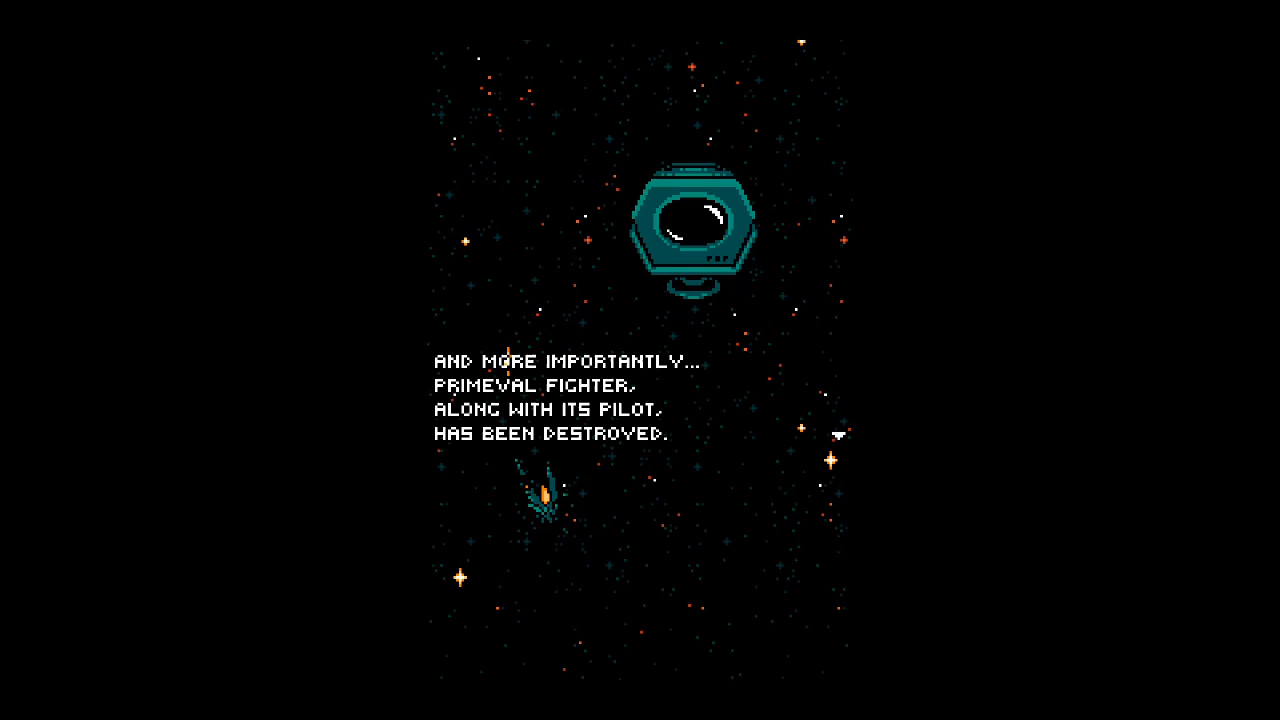 AND MORE IMPORTANTLY...
PRIMEVAL FIGHTER,
ALONG WITH ITS PILOT,
HAS BEEN DESTROYED.